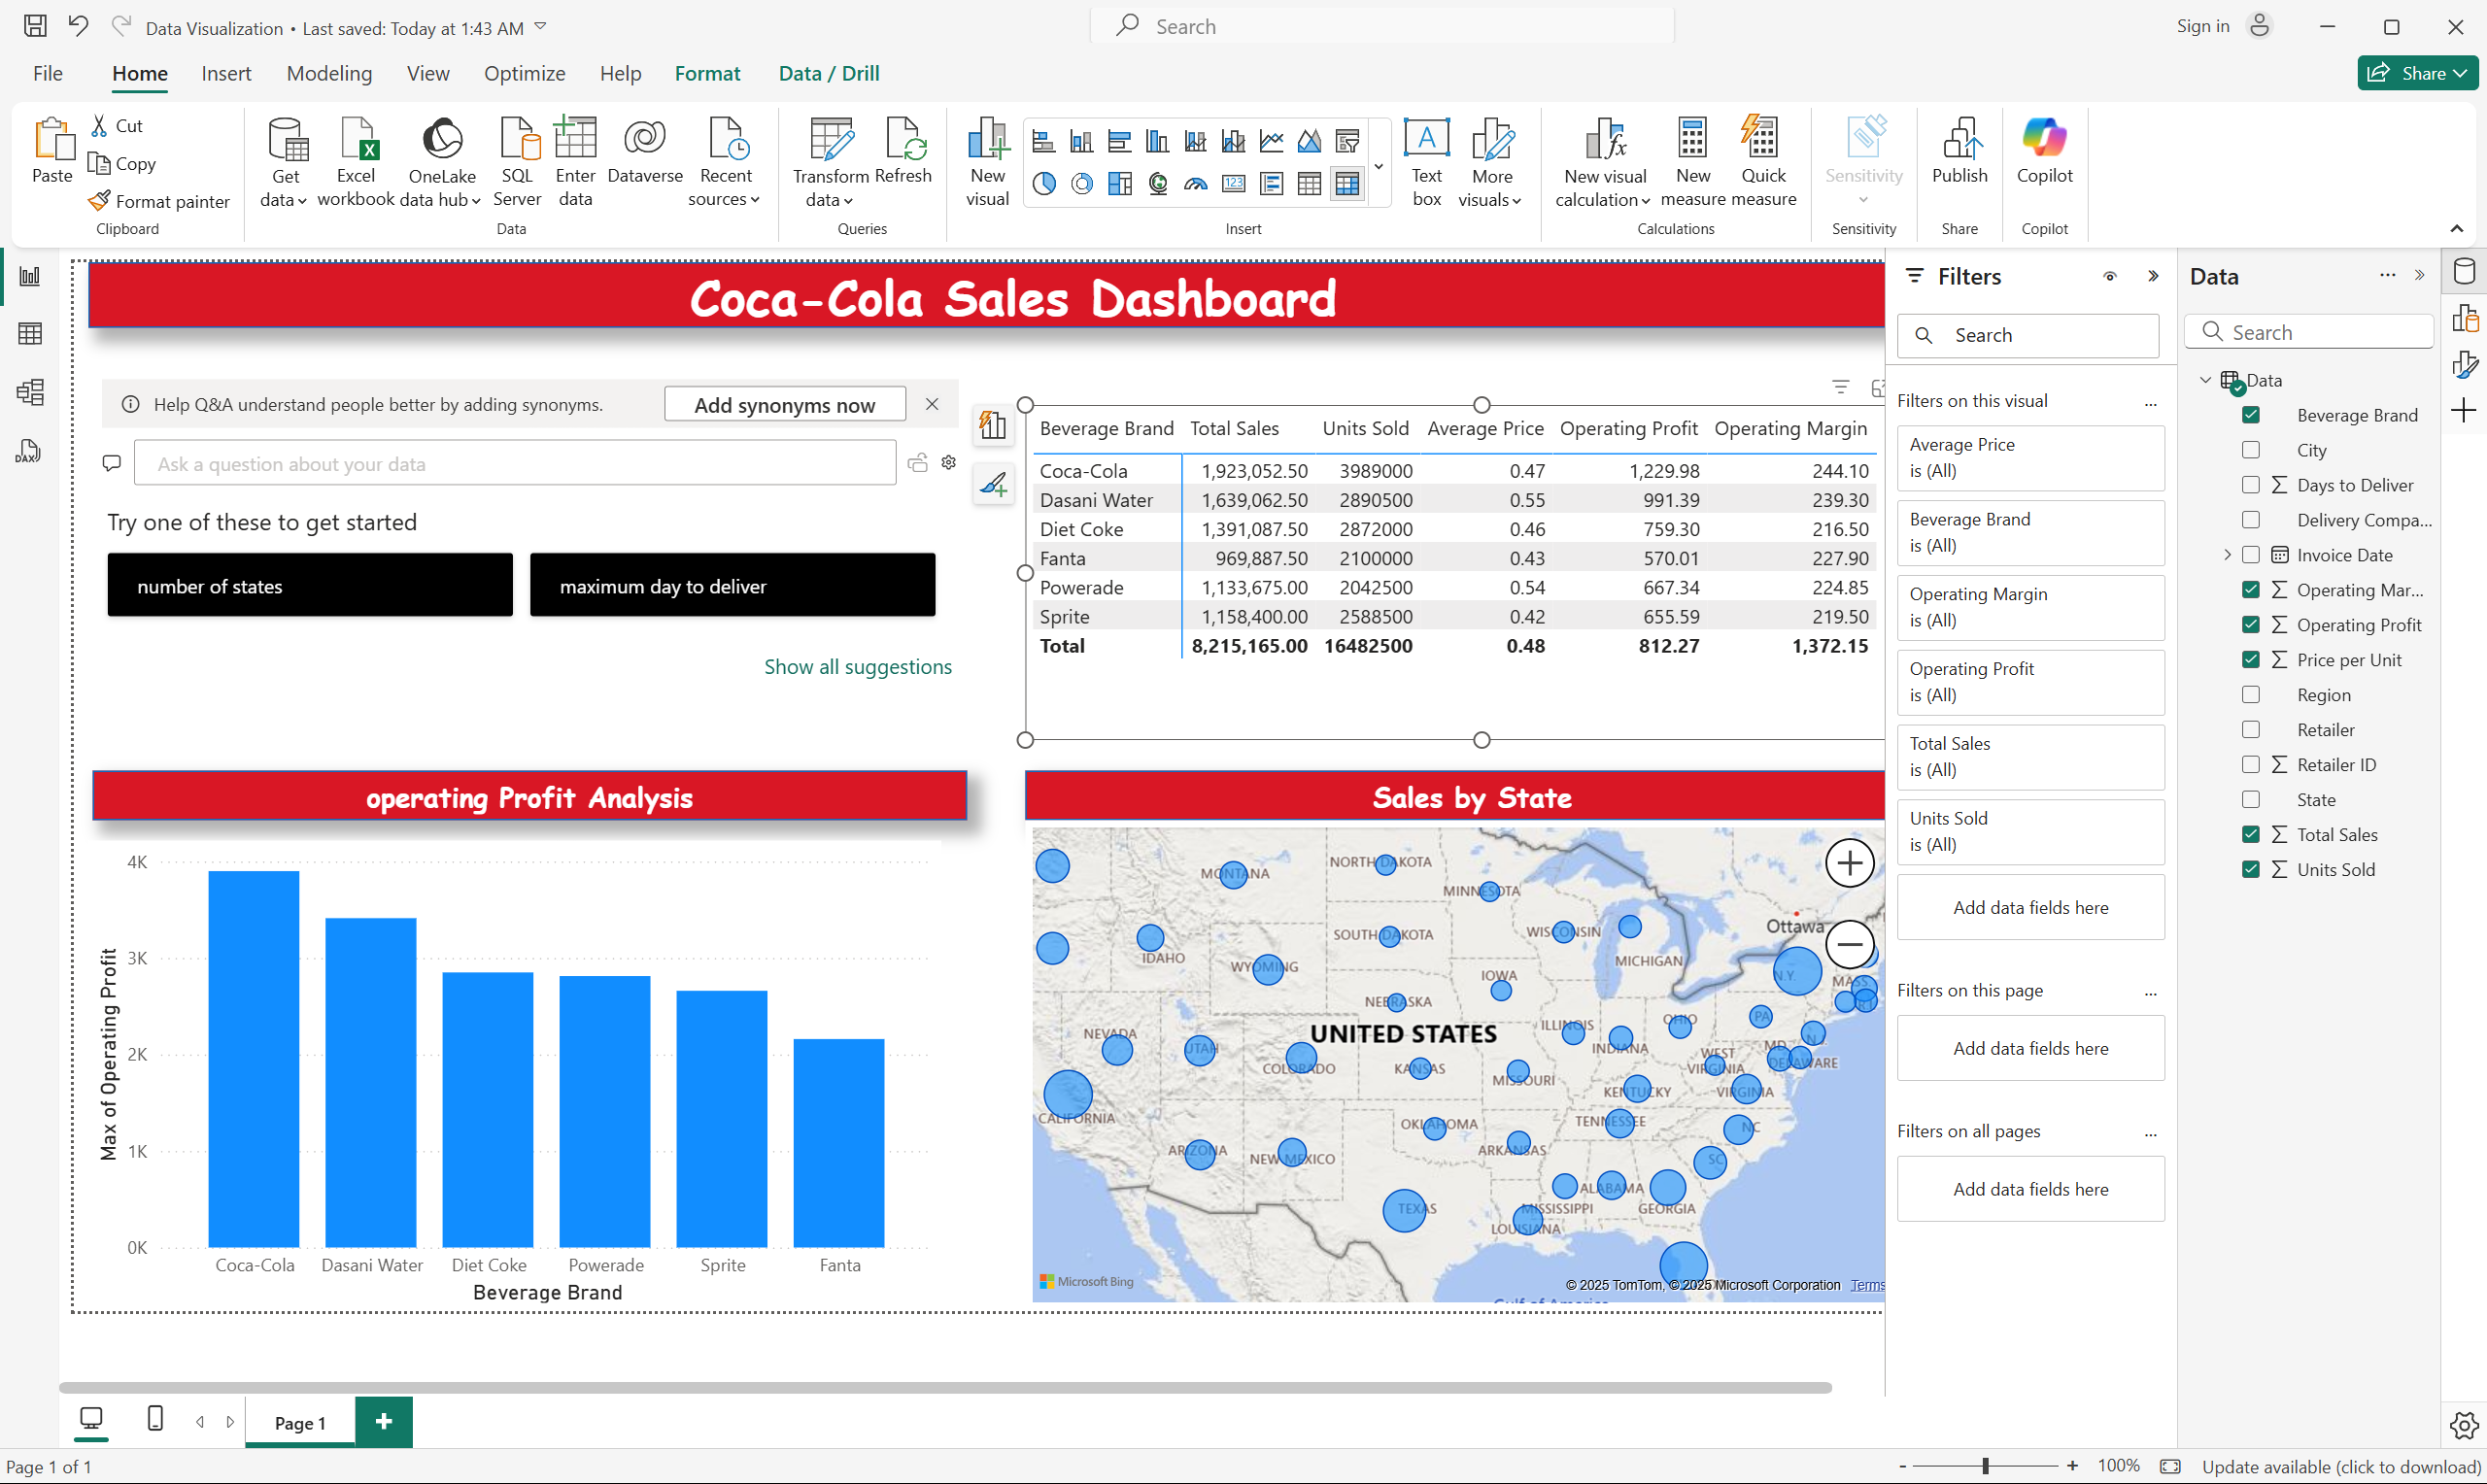 Data Visualization • Last saved: Today at 1:43 AM
Search
Sign in
File
Home
Insert
Modeling
View
Optimize
Help
Format
Data / Drill
Share
Paste
Cut
Copy
Format painter
Clipboard
Get data
Excel workbook
OneLake data hub
SQL Server
Enter data
Dataverse
Recent sources
Data
Transform data
Refresh
Queries
New visual
123
Insert
A
Text box
More visuals
New visual calculation
New measure
Quick measure
Calculations
Sensitivity
Sensitivity
Publish
Share
Copilot
Copilot
DAX
Coca-Cola Sales Dashboard
Help Q&A understand people better by adding synonyms.
Add synonyms now
Ask a question about your data
Try one of these to get started
number of states
maximum day to deliver
Show all suggestions
Beverage Brand Total Sales Units Sold Average Price Operating Profit Operating Margin
Coca-Cola 1,923,052.50 3989000 0.47 1,229.98 244.10
Dasani Water 1,639,062.50 2890500 0.55 991.39 239.30
Diet Coke 1,391,087.50 2872000 0.46 759.30 216.50
Fanta 969,887.50 2100000 0.43 570.01 227.90
Powerade 1,133,675.00 2042500 0.54 667.34 224.85
Sprite 1,158,400.00 2588500 0.42 655.59 219.50
Total 8,215,165.00 16482500 0.48 812.27 1,372.15
operating Profit Analysis
Max of Operating Profit
4K
3K
2K
1K
0K
Coca-Cola Dasani Water Diet Coke Powerade Sprite Fanta
Beverage Brand
Sales by State
MONTANA
NORTH DAKOTA
MINNESOTA
Ottawa
SOUTH DAKOTA
WISCONSIN
IDAHO
WYOMING
MICHIGAN
IOWA
N.Y.
MASS
NEBRASKA
UNITED STATES
ILLINOIS
OHIO
PA
NEVADA
UTAH
INDIANA
MD
N.J.
COLORADO
KANSAS
WEST VIRGINIA
DELAWARE
MISSOURI
KENTUCKY
VIRGINIA
CALIFORNIA
OKLAHOMA
TENNESSEE
NC
ARIZONA
NEW MEXICO
ARKANSAS
SC
ALABAMA
TEXAS
MISSISSIPPI
GEORGIA
LOUISIANA
Microsoft Bing
© 2025 TomTom, © 2025 Microsoft Corporation Terms
Filters
Search
Filters on this visual
Average Price
is (All)
Beverage Brand
is (All)
Operating Margin
is (All)
Operating Profit
is (All)
Total Sales
is (All)
Units Sold
is (All)
Add data fields here
Filters on this page
Add data fields here
Filters on all pages
Add data fields here
Data
Search
Data
Beverage Brand
City
Days to Deliver
Delivery Compa...
Invoice Date
Operating Mar...
Operating Profit
Price per Unit
Region
Retailer
Retailer ID
State
Total Sales
Units Sold
Page 1
Page 1 of 1
100%
Update available (click to download)